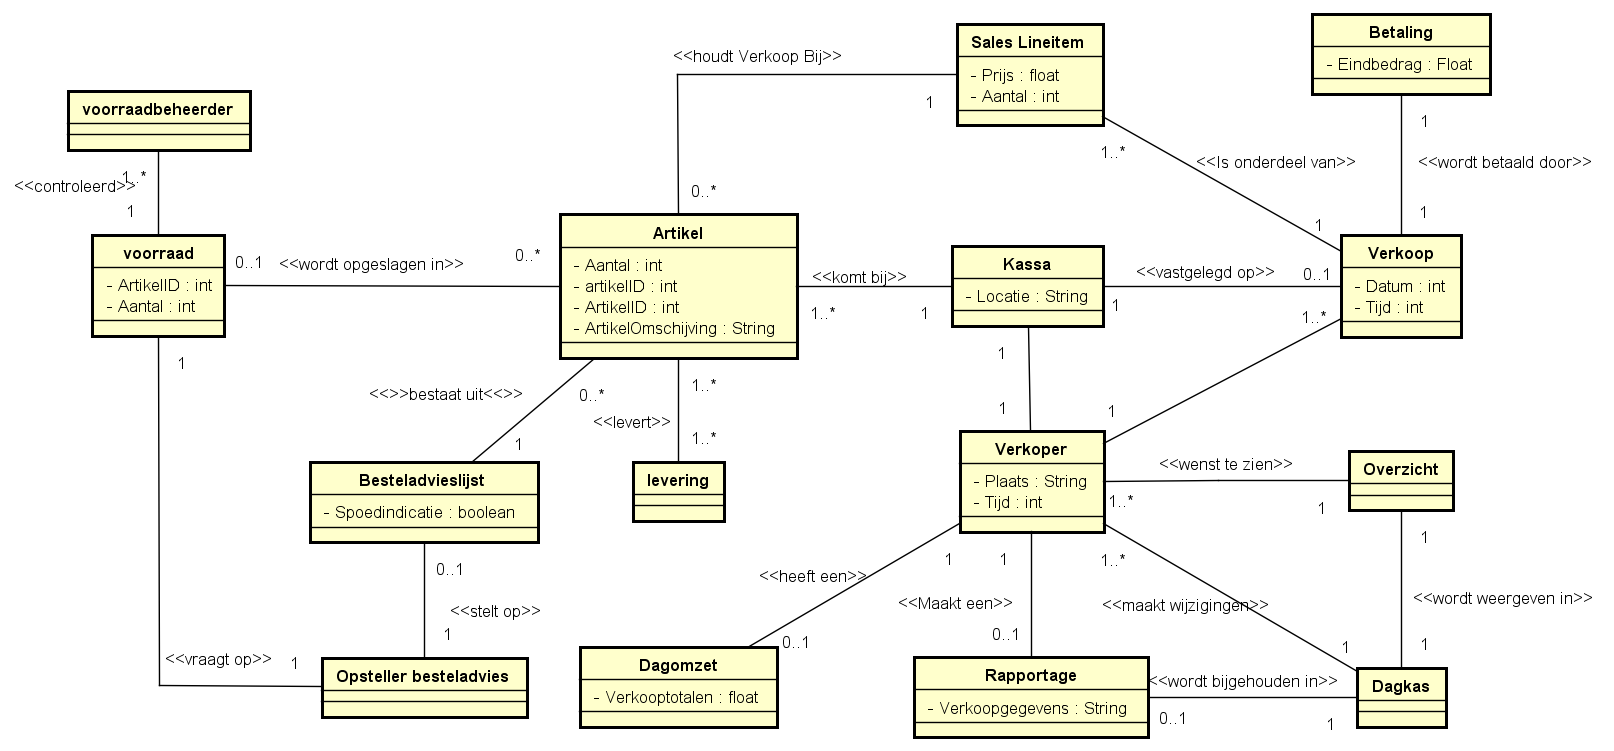 Sales Lineitem
- Prijs : float
- Aantal : int
Betaling
- Eindbedrag : Float
<<houdt Verkoop Bij>>
1
0..*
1..*
<<Is onderdeel van>>
1
1
<<wordt betaald door>>
1
voorraadbeheerder
1..*
<<controleerd>>
1
voorraad
- ArtikelID : int
- Aantal : int
0..1
<<wordt opgeslagen in>>
0..*
Artikel
- Aantal : int
- artikelID : int
- ArtikelID : int
- ArtikelOmschijving : String
<<komt bij>>
1..*
1
Kassa
- Locatie : String
<<vastgelegd op>>
1
0..1
Verkoop
- Datum : int
- Tijd : int
1..*
1
1
1
1
<<>>bestaat uit<<>>
0..*
1
1..*
<<levert>>
1..*
Besteladvieslijst
- Spoedindicatie : boolean
levering
Verkoper
- Plaats : String
- Tijd : int
<<wenst te zien>>
1..*
1
Overzicht
0..1
<<stelt op>>
1
<<vraagt op>>
1
Opsteller besteladvies
1
<<heeft een>>
0..1
1
<<Maakt een>>
0..1
1..*
<<maakt wijzigingen>>
1
1
<<wordt weergeven in>>
1
Dagomzet
- Verkooptotalen : float
Rapportage
- Verkoopgegevens : String
<<wordt bijgehouden in>>
0..1
1
Dagkas